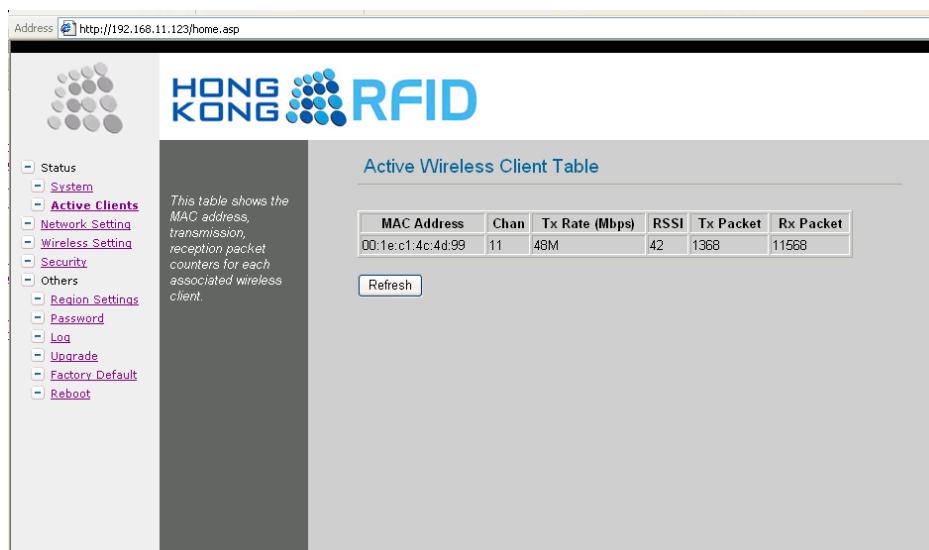 Address http://192.168.11.123/home.asp
HONG
KONG
RFID
Status
System
Active Clients
Network Setting
Wireless Setting
Security
Others
Region Settings
Password
Log
Upgrade
Factory Default
Reboot
This table shows the
MAC address,
transmission,
reception packet
counters for each
associated wireless
client.
Active Wireless Client Table
MAC Address Chan Tx Rate (Mbps) RSSI Tx Packet Rx Packet
00:1e:c1:4c:4d:99 11 48M 42 1368 11568
Refresh